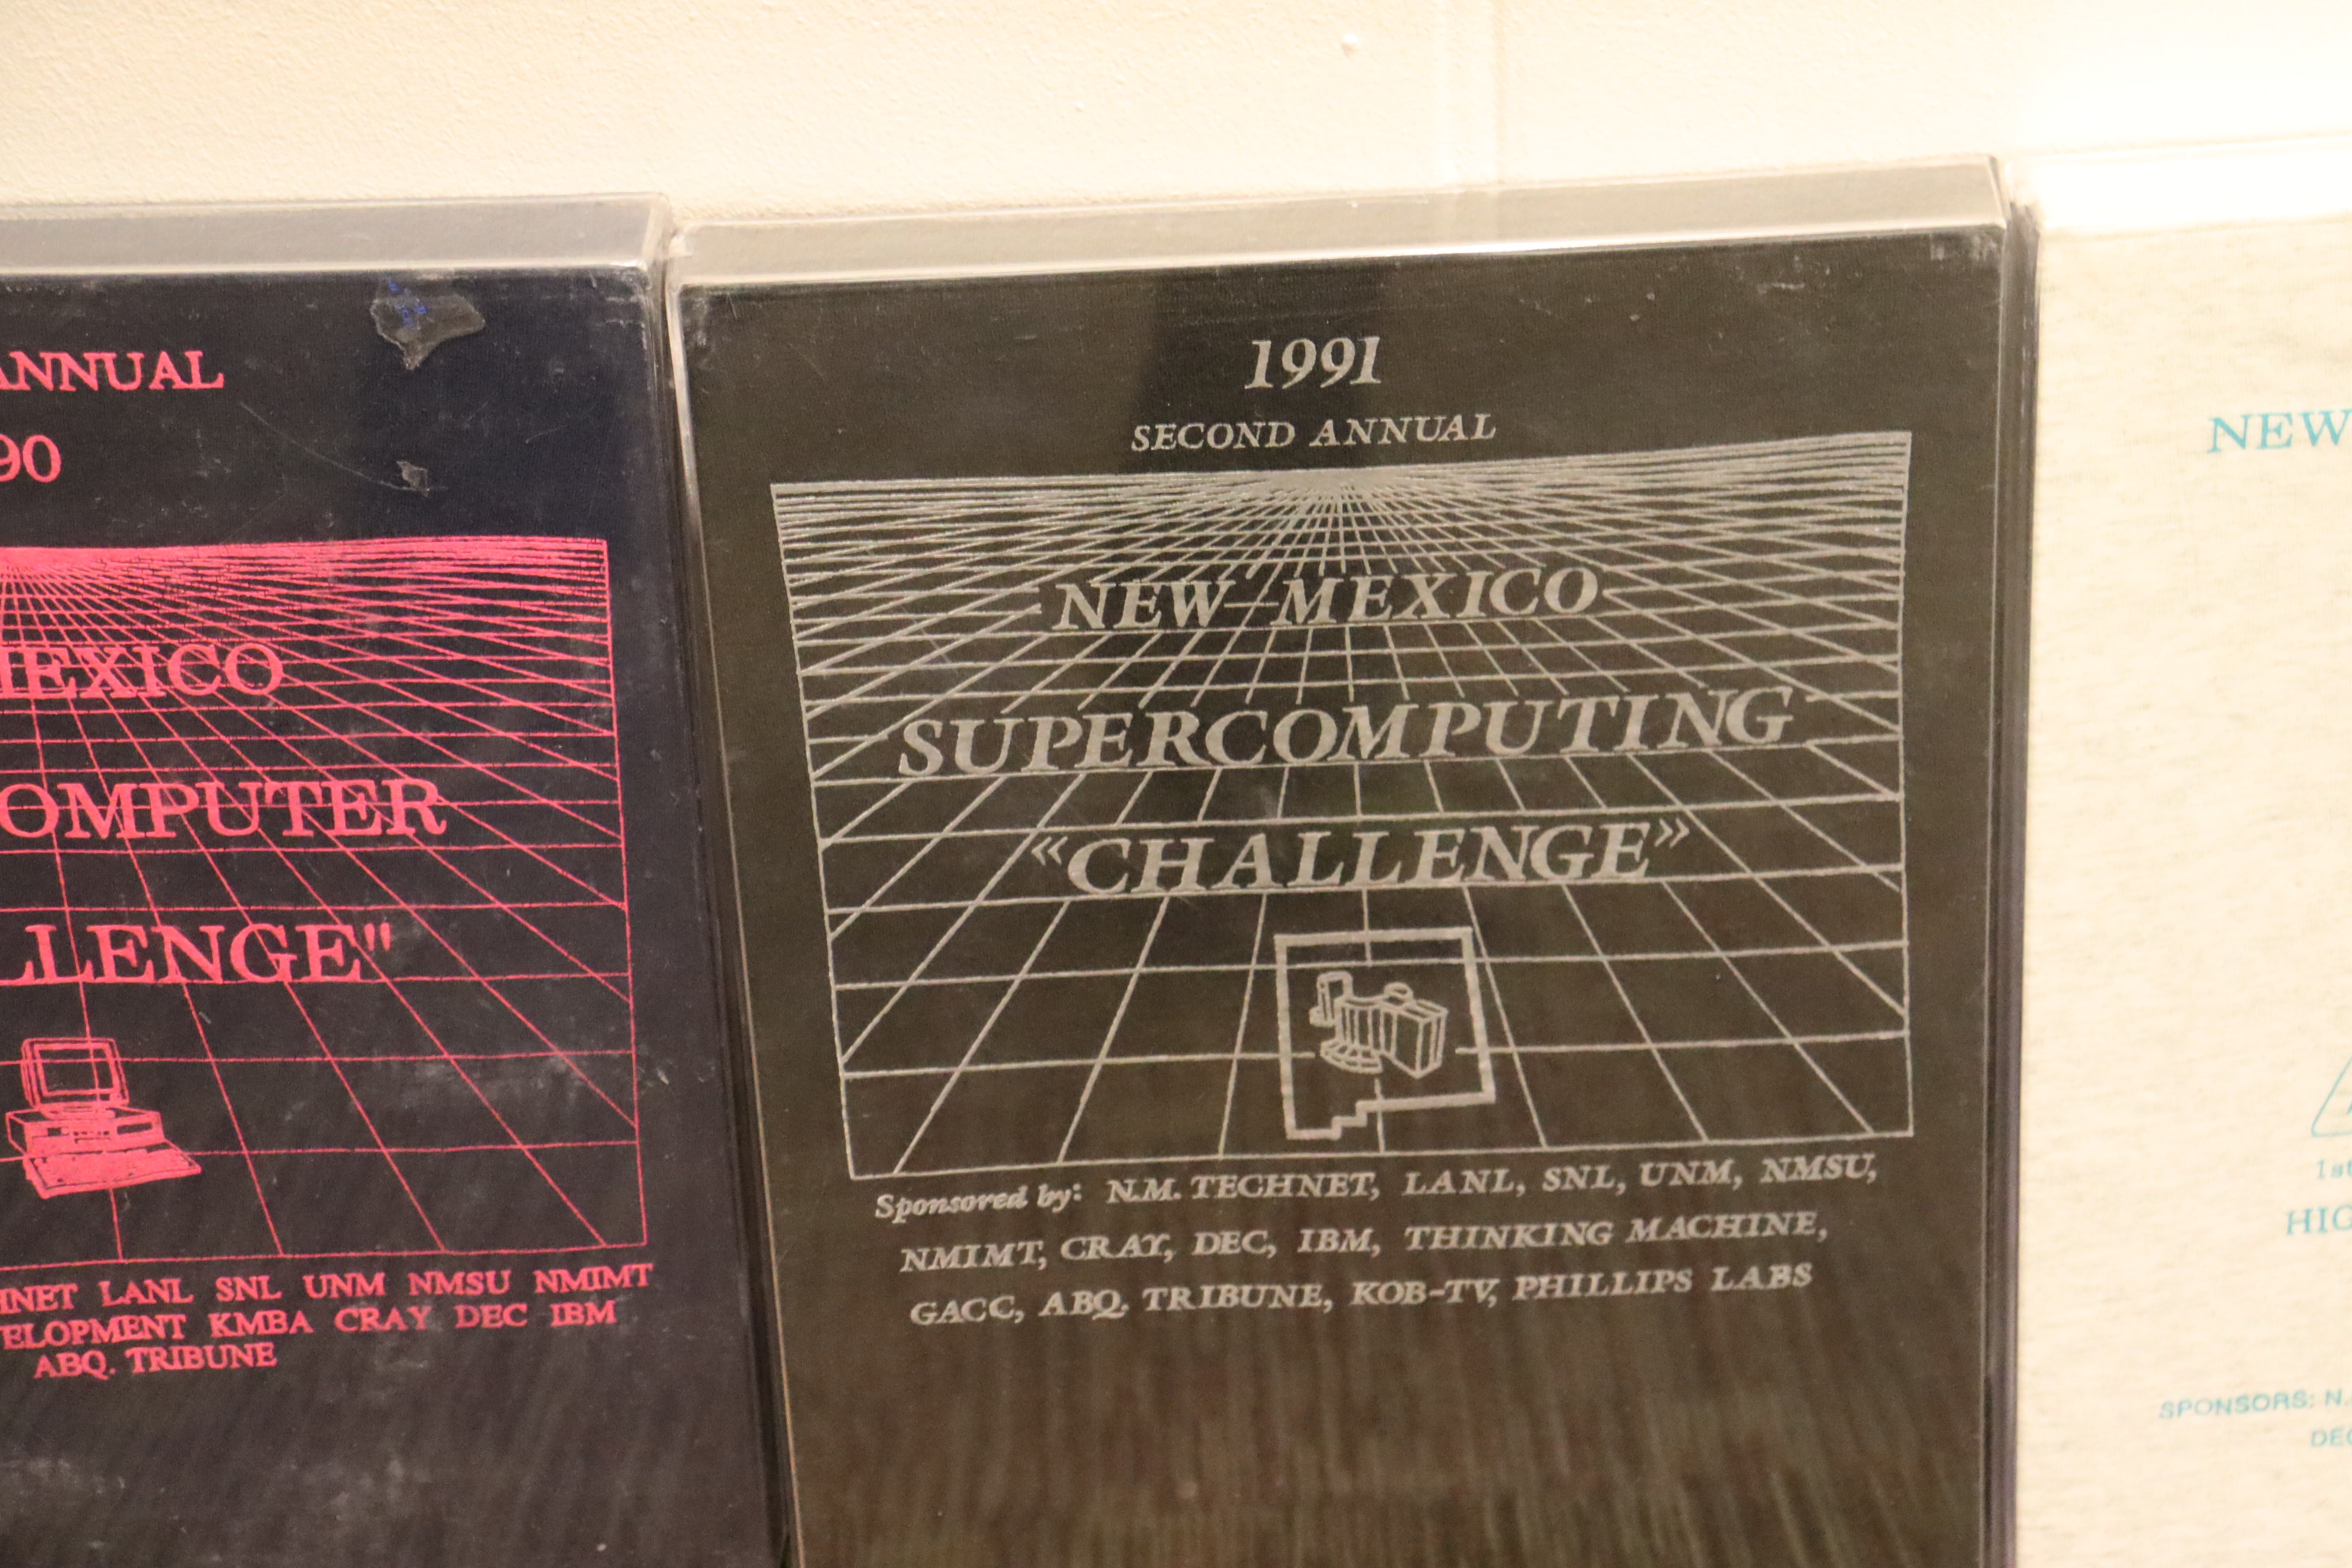 ANNUAL
90
MEXICO
OMPUTER
LLENGE"
HNET LANL SNL UNM NMSU NMIMT
ELOPMENT KMBA CRAY DEC IBM
ABQ. TRIBUNE
1991
SECOND ANNUAL
NEW MEXICO
SUPERCOMPUTING
“CHALLENGE”
Sponsored by: N.M. TECHNET, LANL, SNL, UNM, NMSU,
NMIMT, CRAY, DEC, IBM, THINKING MACHINE,
GACC, ABQ. TRIBUNE, KOB-TV, PHILLIPS LABS
NEW
1st
HIG
SPONSORS: N.
DEC